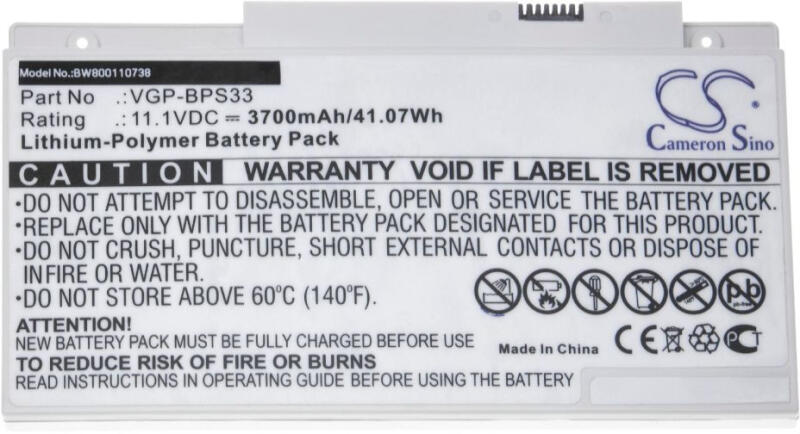 Model No.:BW800110738
Part No :VGP-BPS33
Rating :11.1VDC ⎓ 3700mAh/41.07Wh
Lithium-Polymer Battery Pack
CS
Cameron Sino
CAUTION WARRANTY VOID IF LABEL IS REMOVED
•DO NOT ATTEMPT TO DISASSEMBLE, OPEN OR SERVICE THE BATTERY PACK.
•REPLACE ONLY WITH THE BATTERY PACK DESIGNATED FOR THIS PRODUCT.
•DO NOT CRUSH, PUNCTURE, SHORT EXTERNAL CONTACTS OR DISPOSE OF
INFIRE OR WATER.
•DO NOT STORE ABOVE 60°C (140°F).
Pb
ATTENTION!
NEW BATTERY PACK MUST BE FULLY CHARGED BEFORE USE
TO REDUCE RISK OF FIRE OR BURNS
READ INSTRUCTIONS IN OPERATING GUIDE BEFORE USING THE BATTERY
Made In China
CE
PCT